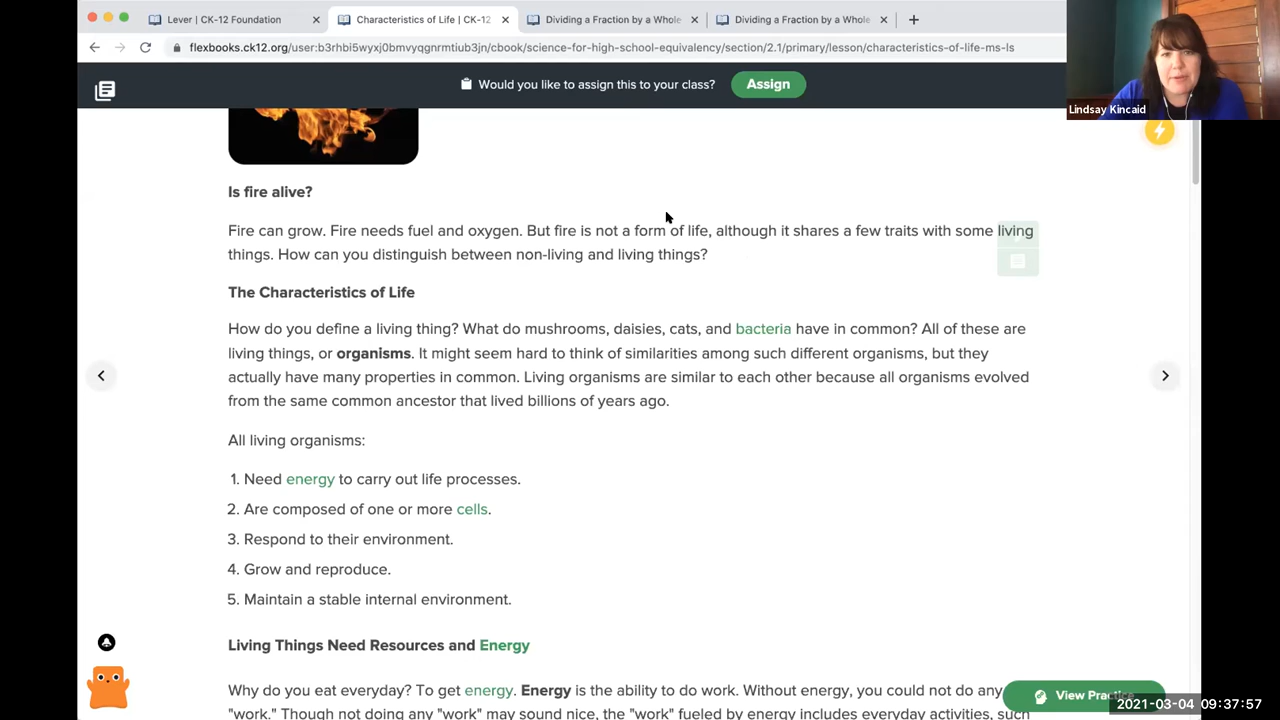 Lever | CK-12 Foundation
Characteristics of Life | CK-12
Dividing a Fraction by a Whole
Dividing a Fraction by a Whole
flexbooks.ck12.org/user:b3rhbi5wyxj0bmvyqgnrmtiub3jn/cbook/science-for-high-school-equivalency/section/2.1/primary/lesson/characteristics-of-life-ms-ls
Would you like to assign this to your class?
Assign
Lindsay Kincaid
Is fire alive?
Fire can grow. Fire needs fuel and oxygen. But fire is not a form of life, although it shares a few traits with some living
things. How can you distinguish between non-living and living things?
The Characteristics of Life
How do you define a living thing? What do mushrooms, daisies, cats, and bacteria have in common? All of these are
living things, or organisms. It might seem hard to think of similarities among such different organisms, but they
actually have many properties in common. Living organisms are similar to each other because all organisms evolved
from the same common ancestor that lived billions of years ago.
All living organisms:
1. Need energy to carry out life processes.
2. Are composed of one or more cells.
3. Respond to their environment.
4. Grow and reproduce.
5. Maintain a stable internal environment.
Living Things Need Resources and Energy
Why do you eat everyday? To get energy. Energy is the ability to do work. Without energy, you could not do any
"work." Though not doing any "work" may sound nice, the "work" fueled by energy includes everyday activities, such
View Practice
2021-03-04 09:37:57